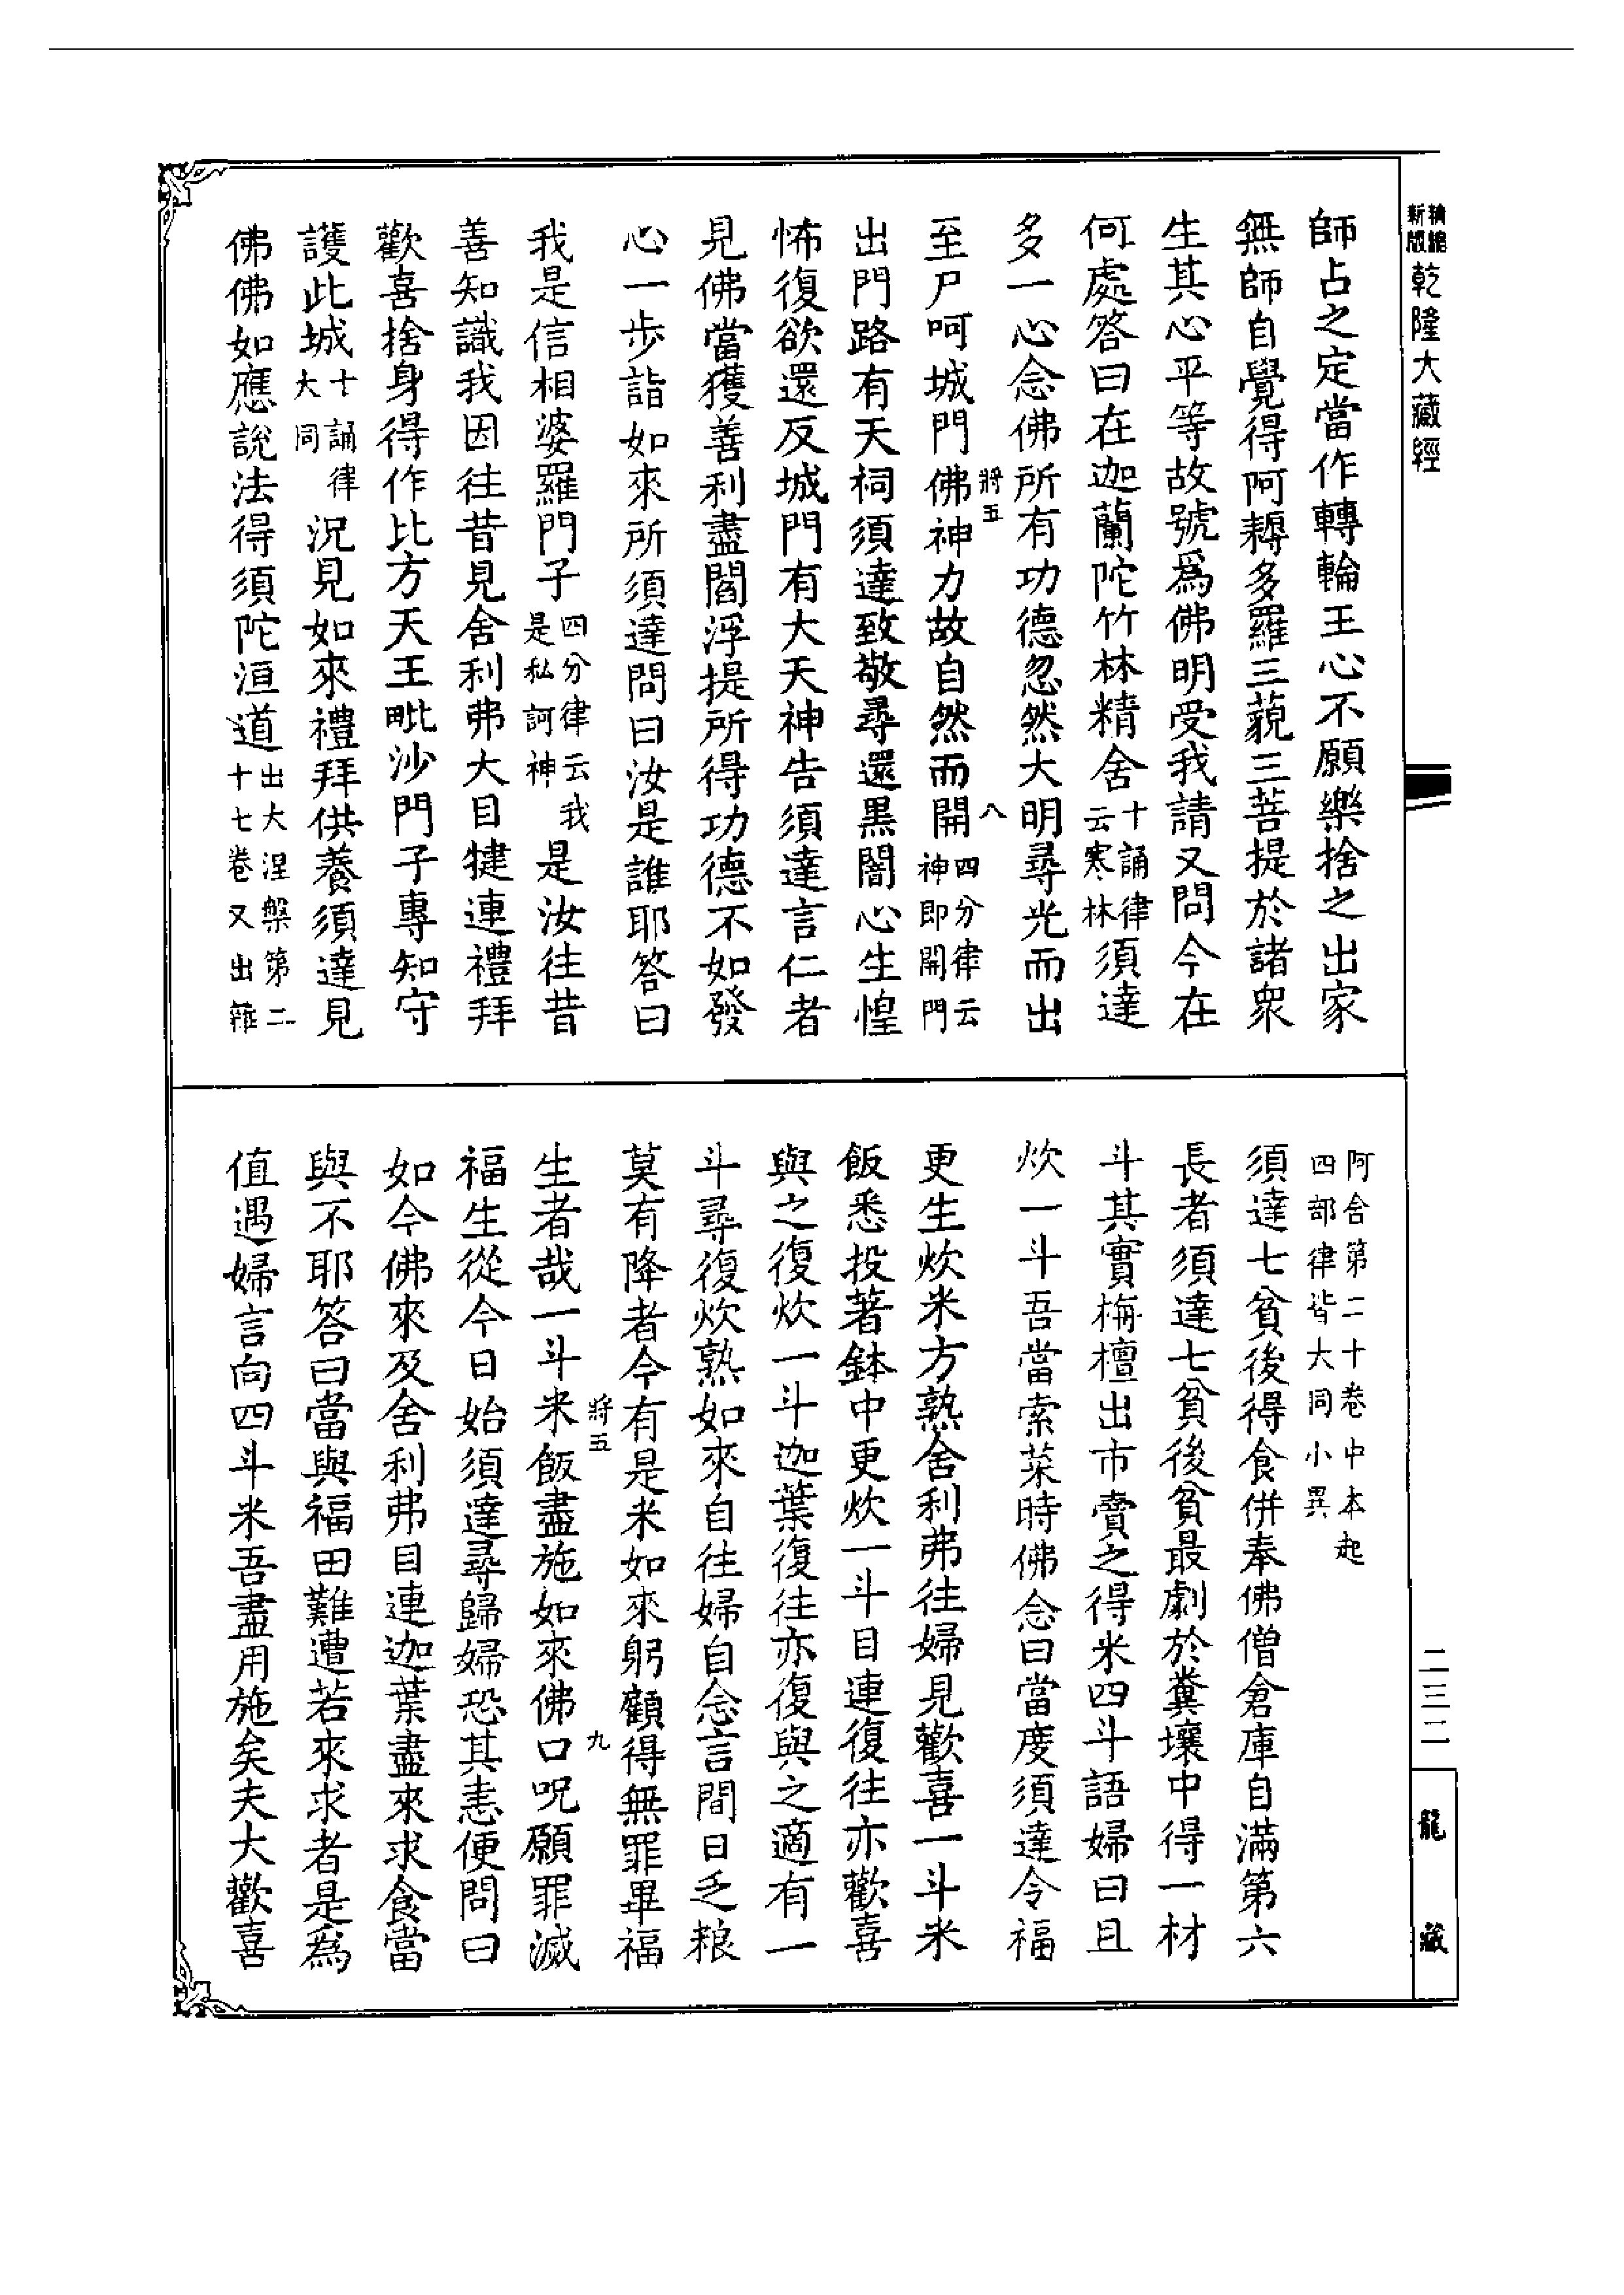 精縮新版 乾隆大藏經
師占之定當作轉輪王心不願樂捨之出家
無師自覺得阿耨多羅三藐三菩提於諸衆
生其心平等故號爲佛明受我請又問今在
何處答曰在迦蘭陀竹林精舍十誦律云寒林須達
多一心念佛所有功德忽然大明尋光而出
將五 八
至尸呵城門佛神力故自然而開四分律云神即開門
出門路有天祠須達致敬尋還黑闇心生惶
怖復欲還反城門有大天神告須達言仁者
見佛當獲善利盡閻浮提所得功德不如發
心一步詣如來所須達問曰汝是誰耶答曰
我是信相婆羅門子四分律云我是私訶神是汝往昔
善知識我因往昔見舍利弗大目犍連禮拜
歡喜捨身得作比方天王毗沙門子專知守
護此城十誦律大同況見如來禮拜供養須達見
佛佛如應說法得須陀洹道出大涅槃第二十七卷又出雜
阿含第二十卷中本起四部律皆大同小異
須達七貧後得食併奉佛僧倉庫自滿第六
長者須達七貧後貧最劇於糞壤中得一材
斗其實栴檀出市賣之得米四斗語婦曰且
炊一斗吾當索菜時佛念曰當度須達令福
更生炊米方熟舍利弗往婦見歡喜一斗米
飯悉投著鉢中更炊一斗目連復往亦歡喜
與之復炊一斗迦葉復往亦復與之適有一
斗尋復炊熟如來自往婦自念言間日乏粮
莫有降者今有是米如來躬顧得無罪畢福
將五 九
生者哉一斗米飯盡施如來佛口呪願罪滅
福生從今日始須達尋歸婦恐其恚便問曰
如今佛來及舍利弗目連迦葉盡來求食當
與不耶答曰當與福田難遭若來求者是爲
值遇婦言向四斗米吾盡用施矣夫大歡喜
二三二
龍藏